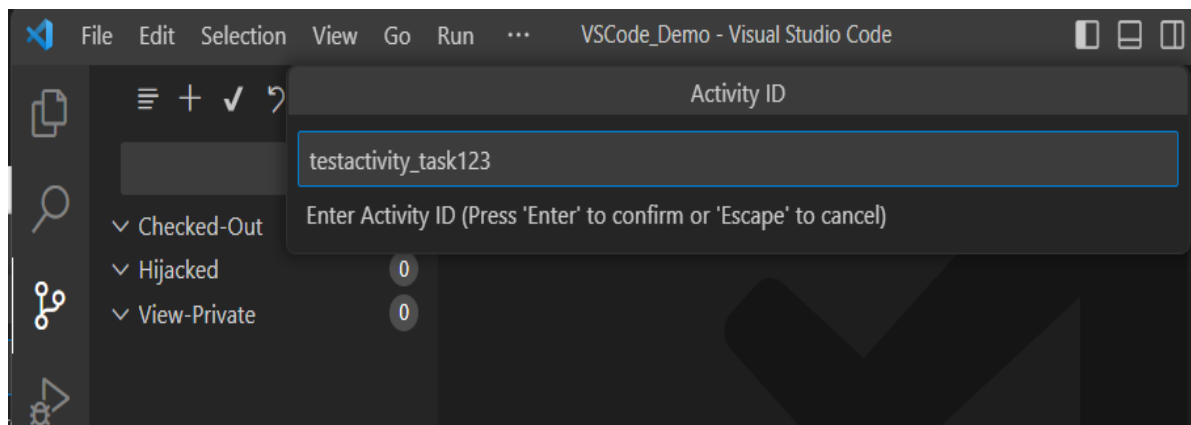 File Edit Selection View Go Run ··· VSCode_Demo - Visual Studio Code
Activity ID
testactivity_task123
Enter Activity ID (Press 'Enter' to confirm or 'Escape' to cancel)
Checked-Out
Hijacked 0
View-Private 0